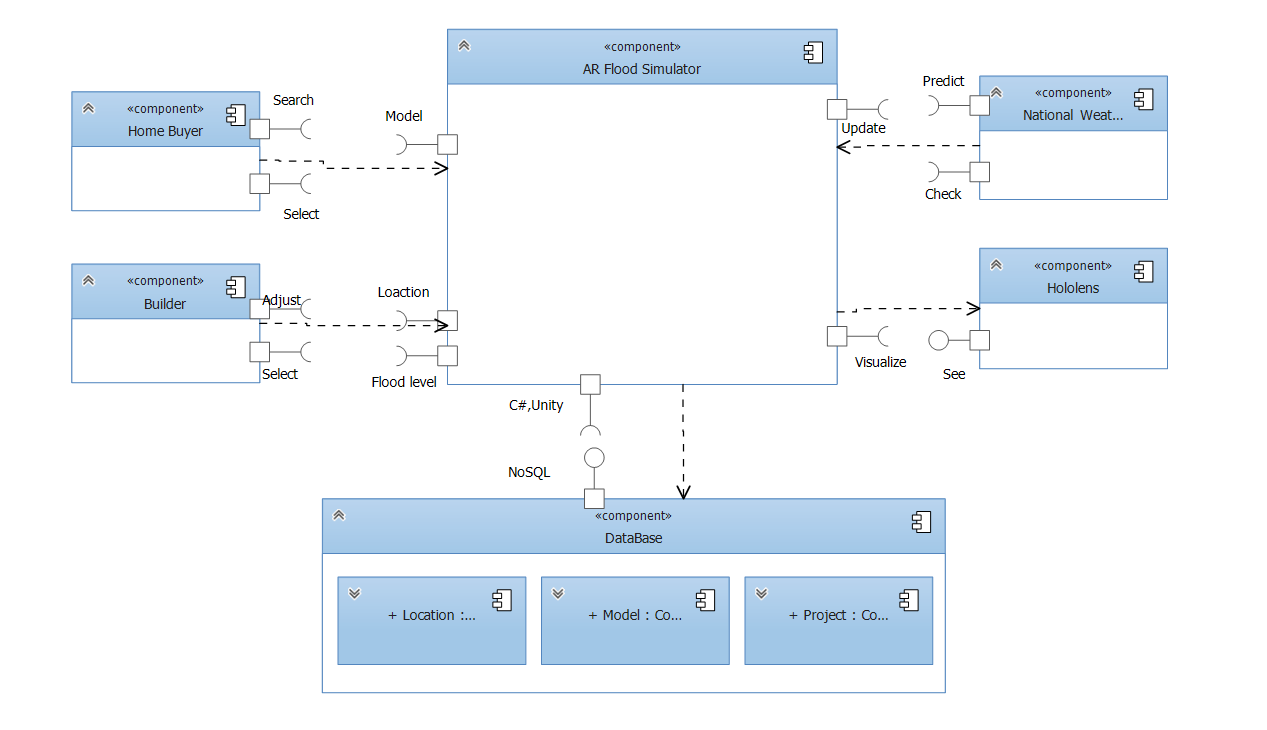 «component»
AR Flood Simulator
Search
«component»
Home Buyer
Model
Select
Predict
«component»
National Weat...
Update
Check
«component»
Builder
Adjust
Select
Loaction
Flood level
«component»
Hololens
Visualize
See
C#,Unity
NoSQL
«component»
DataBase
+ Location :...
+ Model : Co...
+ Project : Co...